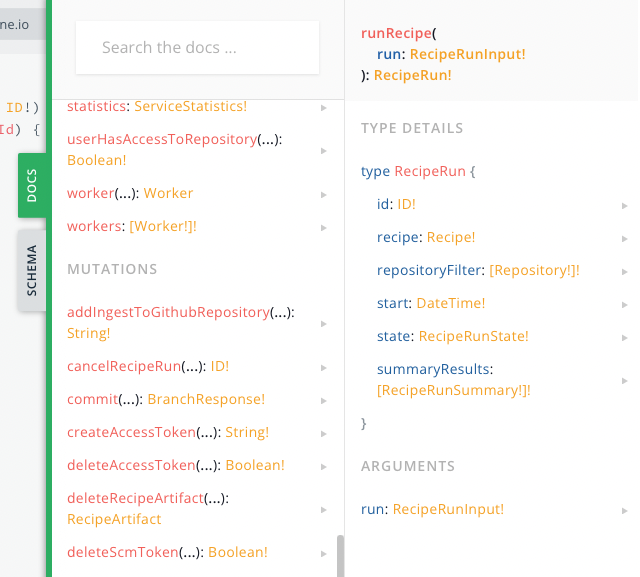 ne.io
ID!)
Id) {
DOCS
SCHEMA
Search the docs ...
statistics: ServiceStatistics!
userHasAccessToRepository(...):
Boolean!
worker(...): Worker
workers: [Worker!]!
MUTATIONS
addIngestToGithubRepository(...):
String!
cancelRecipeRun(...): ID!
commit(...): BranchResponse!
createAccessToken(...): String!
deleteAccessToken(...): Boolean!
deleteRecipeArtifact(...):
RecipeArtifact
deleteScmToken(...): Boolean!
runRecipe(
run: RecipeRunInput!
): RecipeRun!
TYPE DETAILS
type RecipeRun {
id: ID!
recipe: Recipe!
repositoryFilter: [Repository!]!
start: DateTime!
state: RecipeRunState!
summaryResults:
[RecipeRunSummary!]!
}
ARGUMENTS
run: RecipeRunInput!